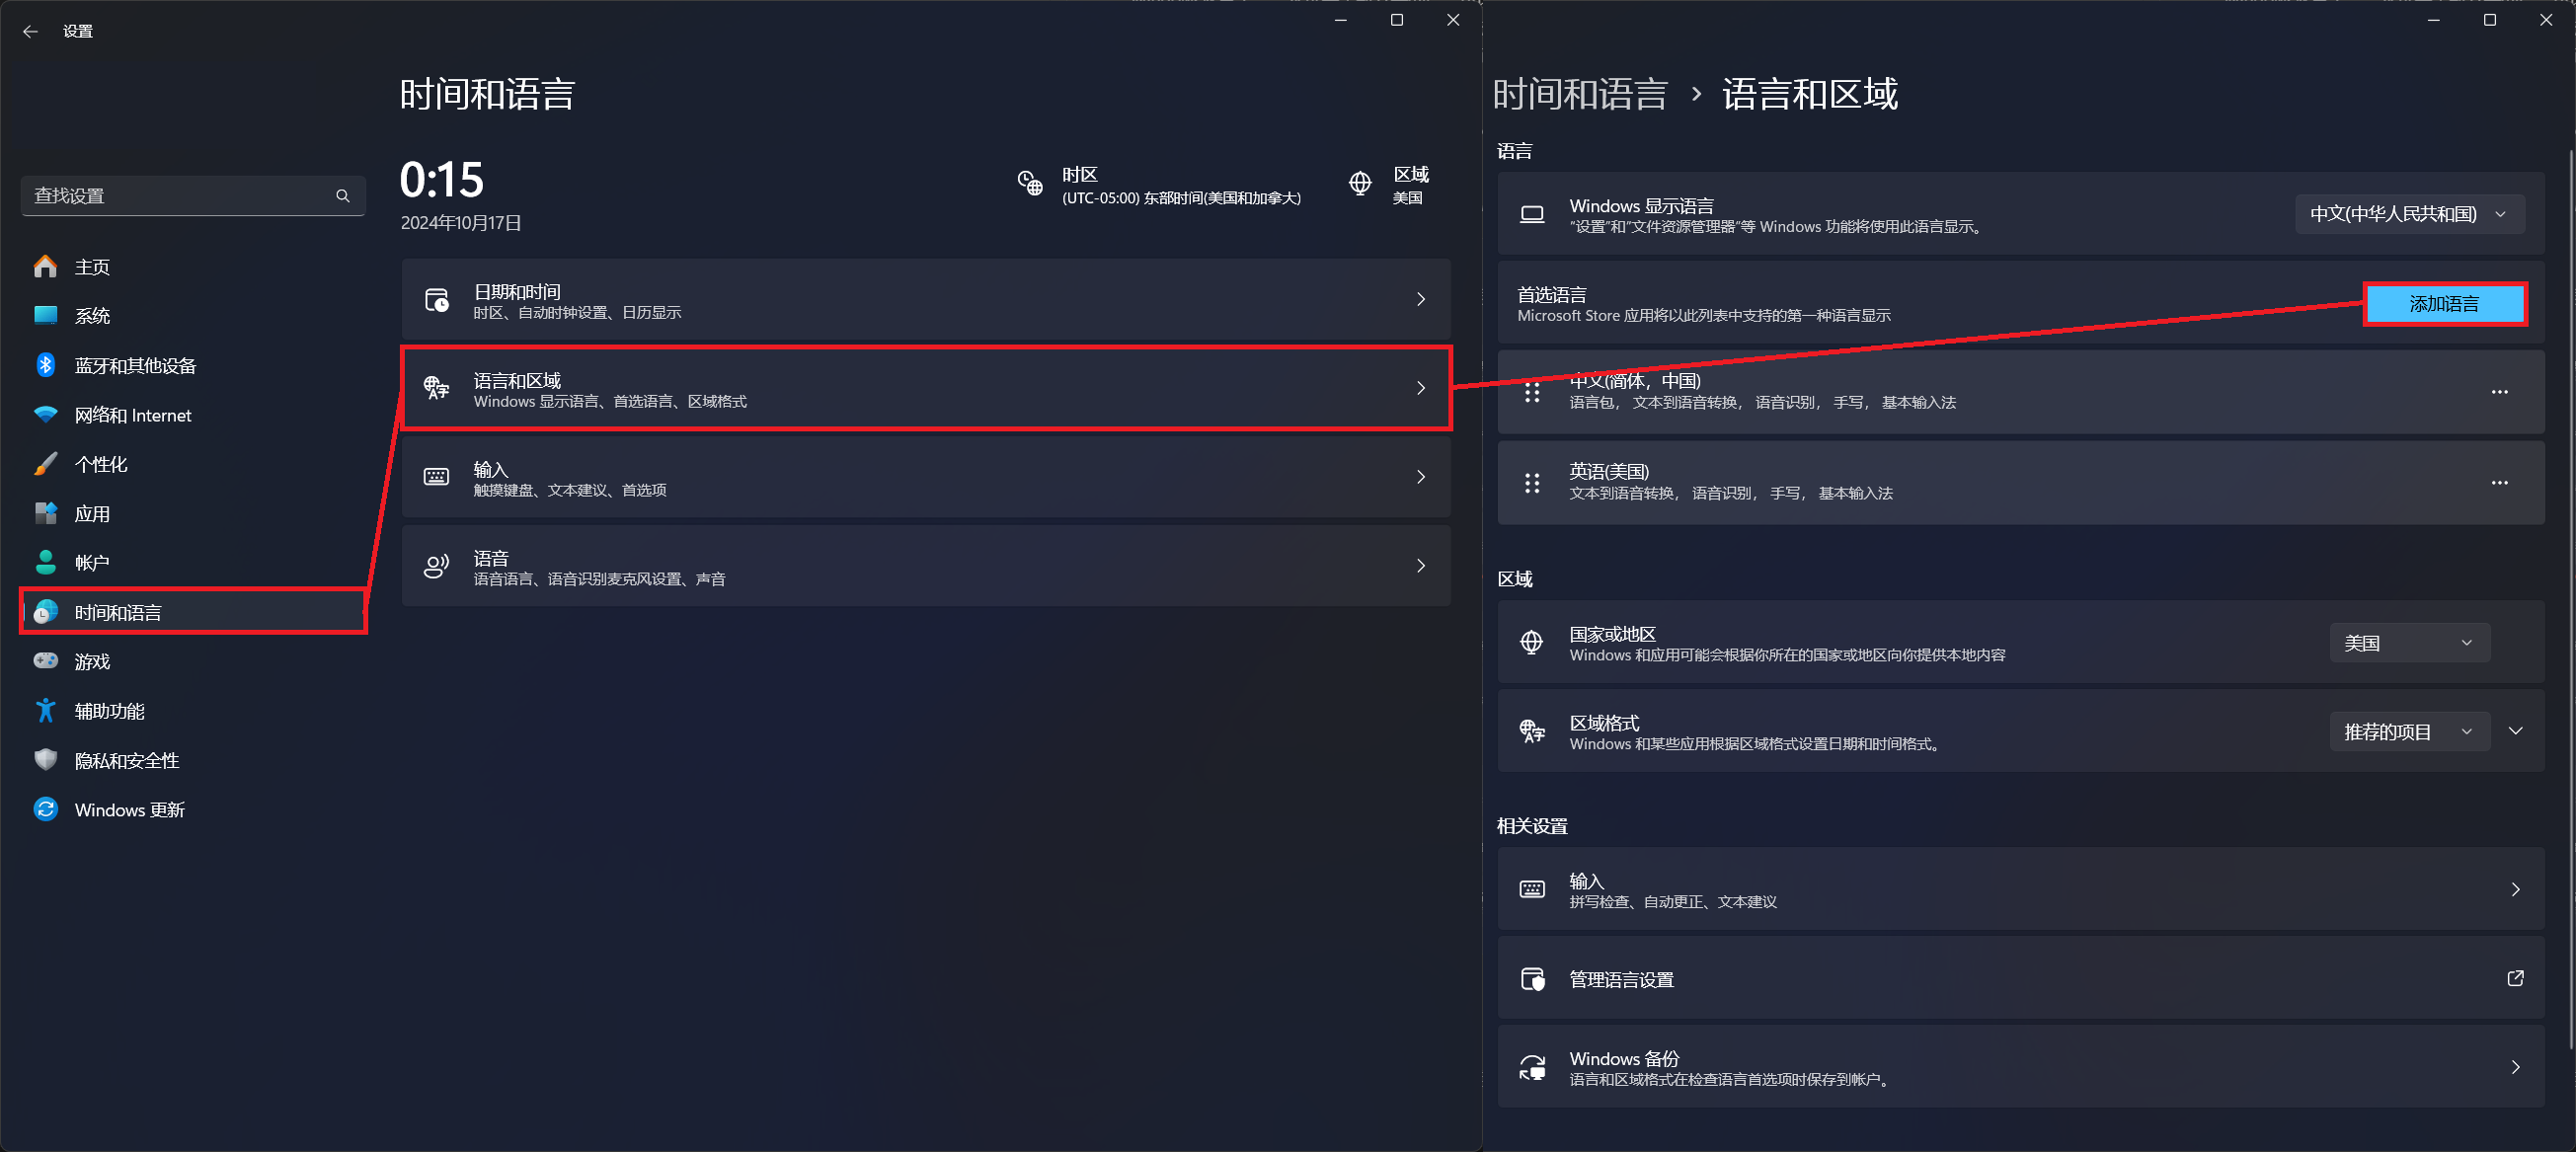 设置
查找设置
主页
系统
蓝牙和其他设备
网络和 Internet
个性化
应用
帐户
时间和语言
游戏
辅助功能
隐私和安全性
Windows 更新
时间和语言
0:15
2024年10月17日
时区
(UTC-05:00) 东部时间(美国和加拿大)
区域
美国
日期和时间
时区、自动时钟设置、日历显示
语言和区域
Windows 显示语言、首选语言、区域格式
输入
触摸键盘、文本建议、首选项
语音
语音语言、语音识别麦克风设置、声音
时间和语言 › 语言和区域
语言
Windows 显示语言
“设置”和“文件资源管理器”等 Windows 功能将使用此语言显示。
中文(中华人民共和国)
首选语言
Microsoft Store 应用将以此列表中支持的第一种语言显示
添加语言
中文(简体，中国)
语言包， 文本到语音转换， 语音识别， 手写， 基本输入法
英语(美国)
文本到语音转换， 语音识别， 手写， 基本输入法
区域
国家或地区
Windows 和应用可能会根据你所在的国家或地区向你提供本地内容
美国
区域格式
Windows 和某些应用根据区域格式设置日期和时间格式。
推荐的项目
相关设置
输入
拼写检查、自动更正、文本建议
管理语言设置
Windows 备份
语言和区域格式在检查语言首选项时保存到帐户。